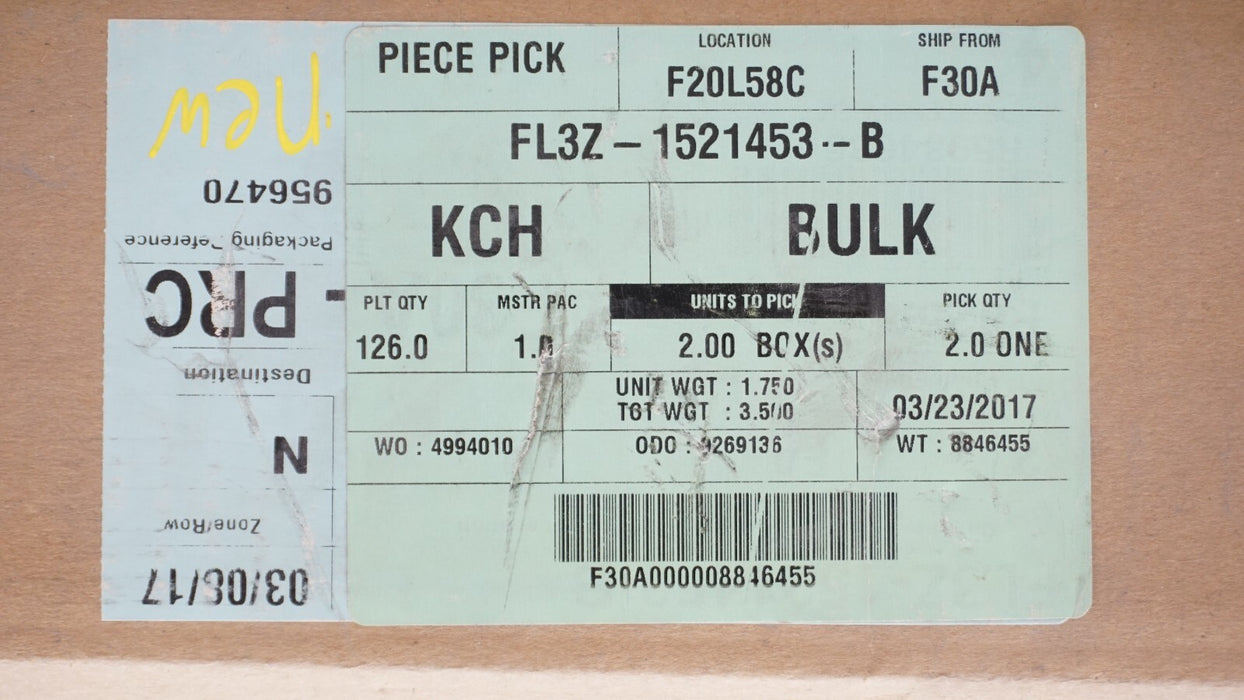 PIECE PICK
LOCATION
F20L58C
SHIP FROM
F30A
FL3Z - 1521453 -- B
KCH
BULK
PLT QTY
126.0
MSTR PAC
1.0
UNITS TO PICK
2.00 BOX(s)
PICK QTY
2.0 ONE
UNIT WGT : 1.750
TOT WGT : 3.500
03/23/2017
WO : 4994010
ODO : 9269136
WT : 8846455
F30A000008846455
03/08/17
Zone/Row
N
Destination
- PRC
Packaging Reference
956470
new